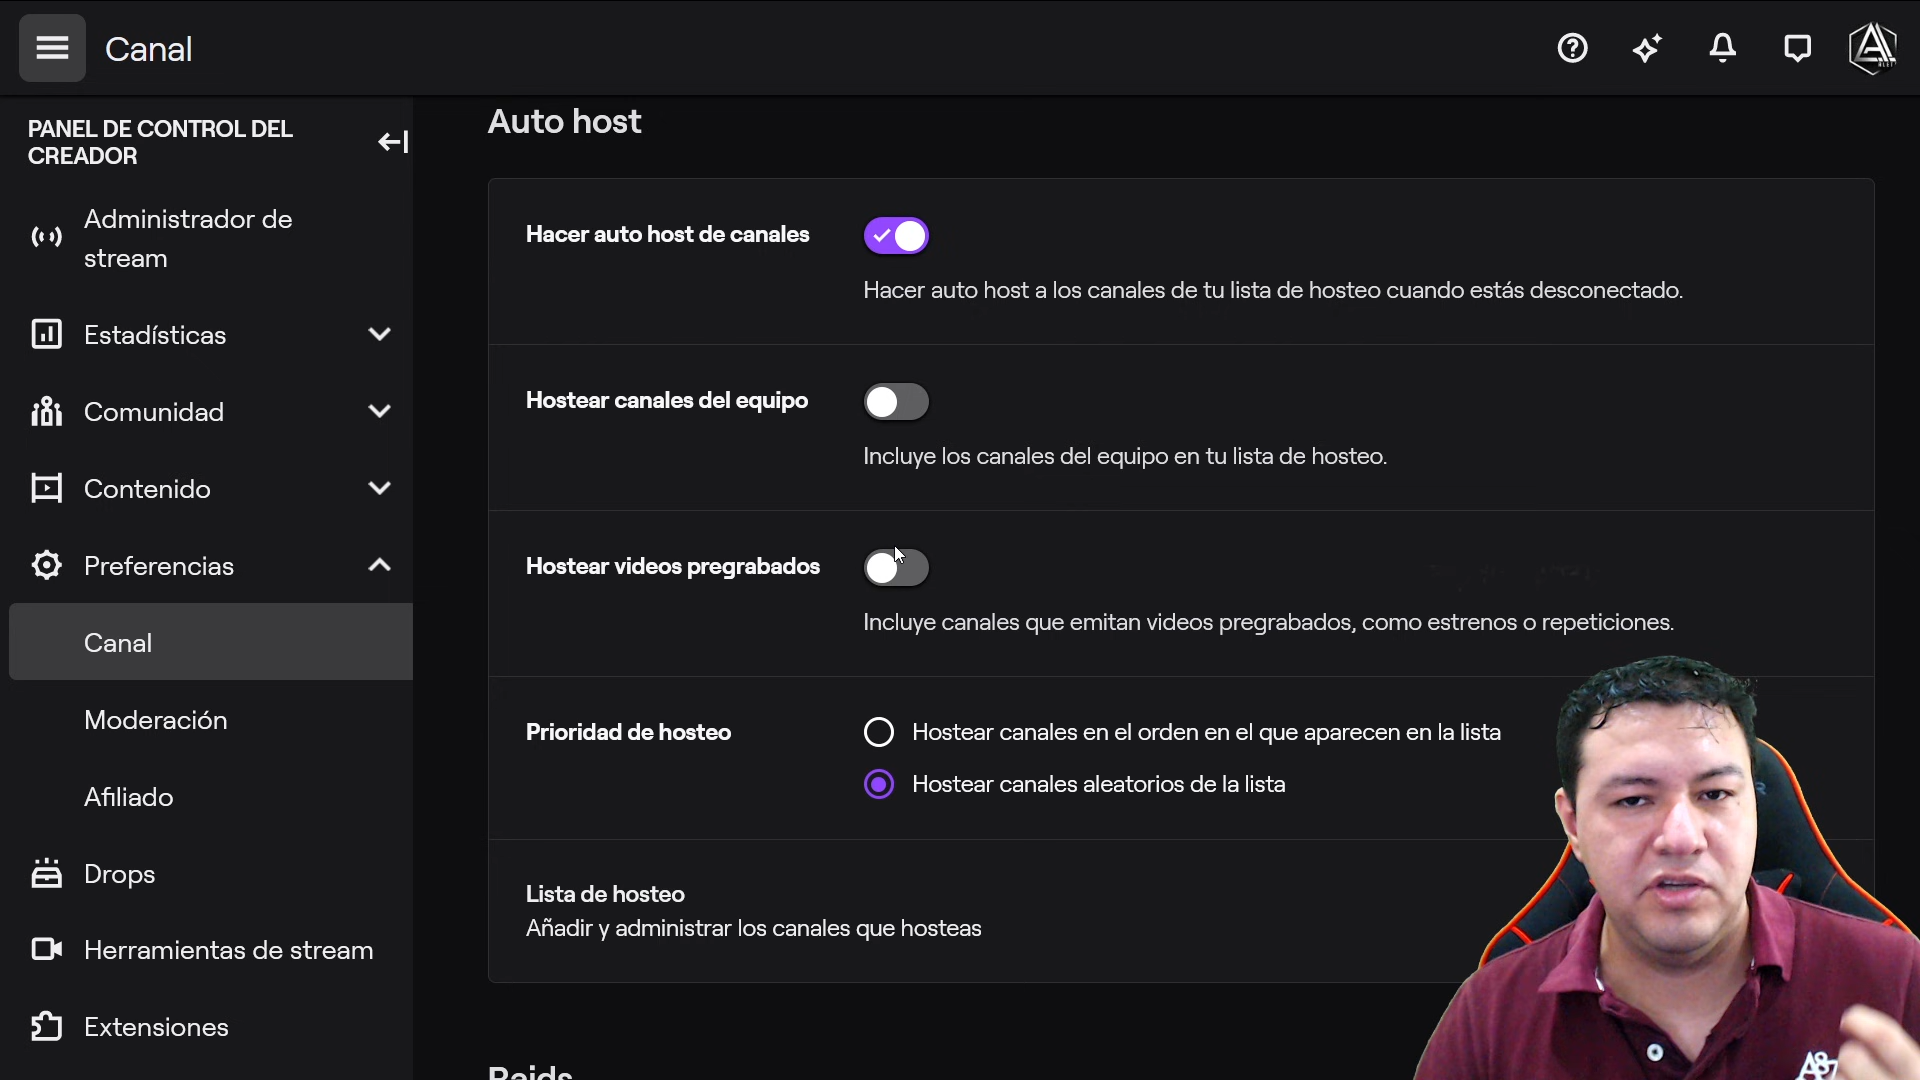 Canal
PANEL DE CONTROL DEL
CREADOR
Administrador de
stream
Estadísticas
Comunidad
Contenido
Preferencias
Canal
Moderación
Afiliado
Drops
Herramientas de stream
Extensiones
Auto host
Hacer auto host de canales
Hacer auto host a los canales de tu lista de hosteo cuando estás desconectado.
Hostear canales del equipo
Incluye los canales del equipo en tu lista de hosteo.
Hostear videos pregrabados
Incluye canales que emitan videos pregrabados, como estrenos o repeticiones.
Prioridad de hosteo
Hostear canales en el orden en el que aparecen en la lista
Hostear canales aleatorios de la lista
Lista de hosteo
Añadir y administrar los canales que hosteas
Raids